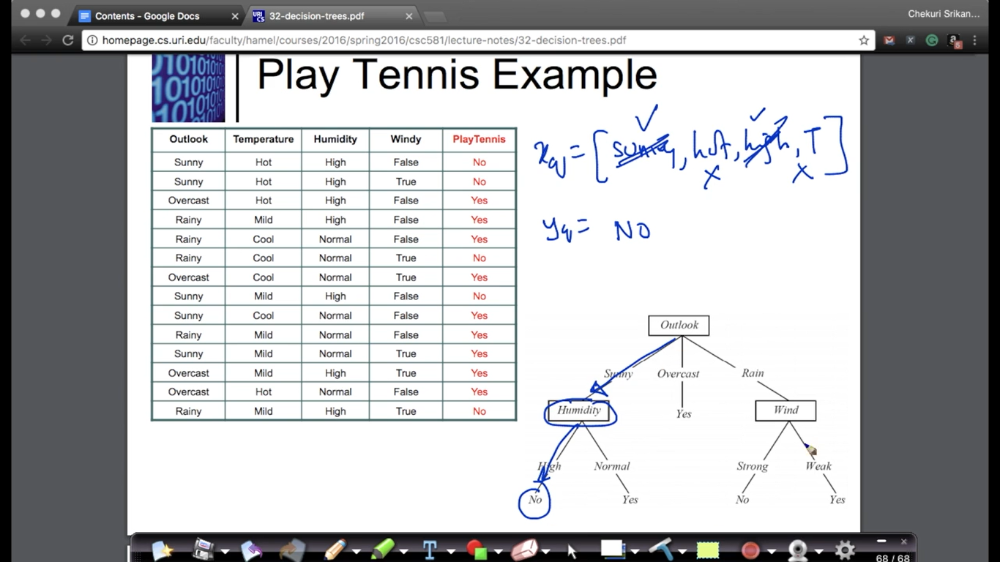 Contents - Google Docs
32-decision-trees.pdf
Chekuri Srikan...
homepage.cs.uri.edu/faculty/hamel/courses/2016/spring2016/csc581/lecture-notes/32-decision-trees.pdf
Play Tennis Example
Outlook Temperature Humidity Windy PlayTennis
Sunny Hot High False No
Sunny Hot High True No
Overcast Hot High False Yes
Rainy Mild High False Yes
Rainy Cool Normal False Yes
Rainy Cool Normal True No
Overcast Cool Normal True Yes
Sunny Mild High False No
Sunny Cool Normal False Yes
Rainy Mild Normal False Yes
Sunny Mild Normal True Yes
Overcast Mild High True Yes
Overcast Hot Normal False Yes
Rainy Mild High True No
xq = [sunny, hot, high, T]
yq = NO
Outlook
Sunny Overcast Rain
Humidity Yes Wind
High Normal Strong Weak
No Yes No Yes
68 / 68